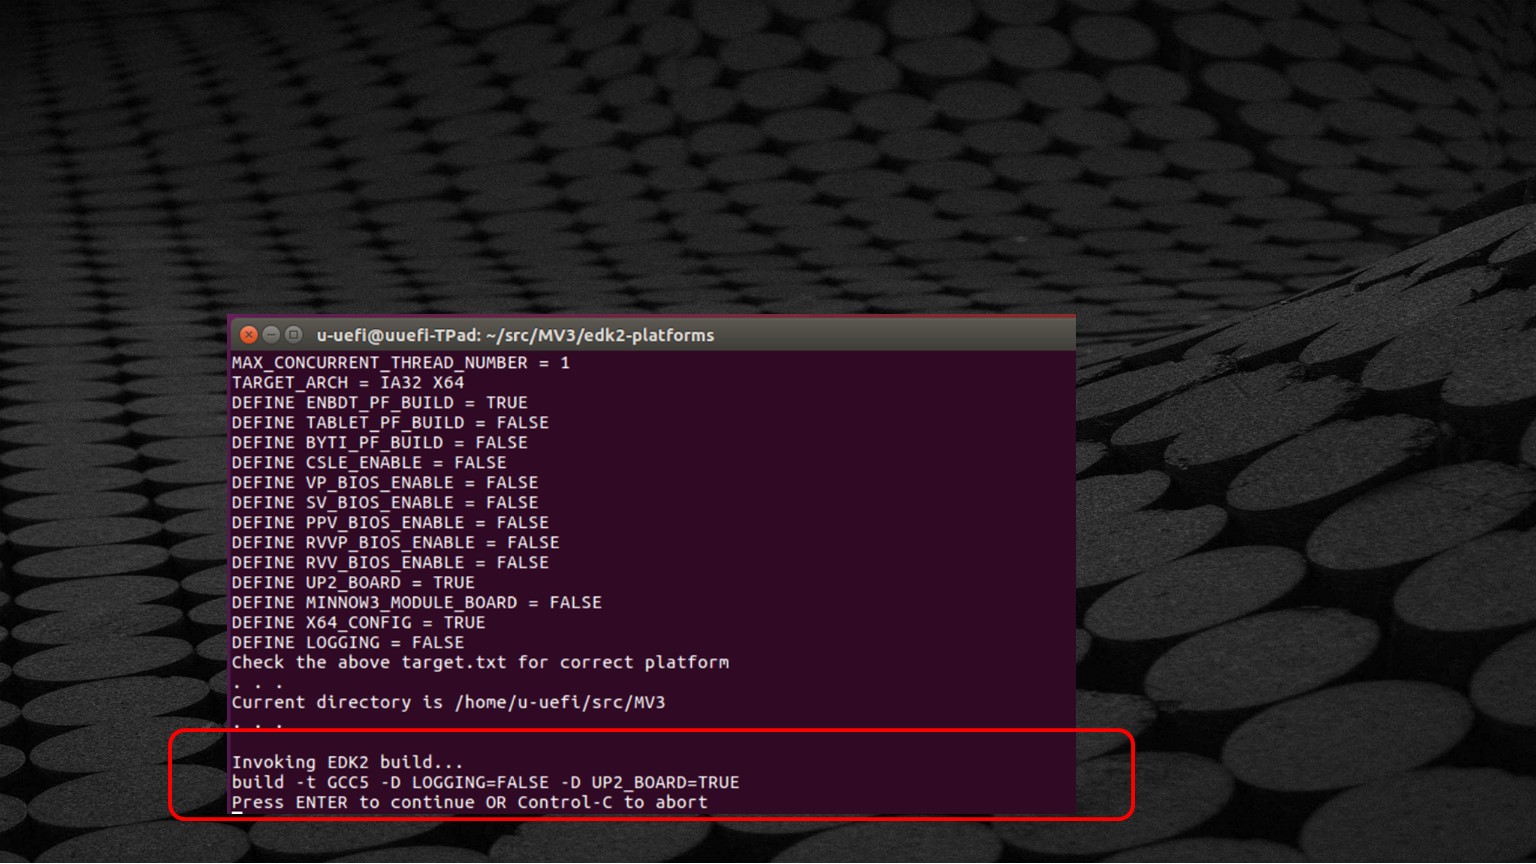 u-uefi@uuefi-TPad: ~/src/MV3/edk2-platforms
MAX_CONCURRENT_THREAD_NUMBER = 1
TARGET_ARCH = IA32 X64
DEFINE ENBDT_PF_BUILD = TRUE
DEFINE TABLET_PF_BUILD = FALSE
DEFINE BYTI_PF_BUILD = FALSE
DEFINE CSLE_ENABLE = FALSE
DEFINE VP_BIOS_ENABLE = FALSE
DEFINE SV_BIOS_ENABLE = FALSE
DEFINE PPV_BIOS_ENABLE = FALSE
DEFINE RVVP_BIOS_ENABLE = FALSE
DEFINE RVV_BIOS_ENABLE = FALSE
DEFINE UP2_BOARD = TRUE
DEFINE MINNOW3_MODULE_BOARD = FALSE
DEFINE X64_CONFIG = TRUE
DEFINE LOGGING = FALSE
Check the above target.txt for correct platform
. . .
Current directory is /home/u-uefi/src/MV3
. . .
Invoking EDK2 build...
build -t GCC5 -D LOGGING=FALSE -D UP2_BOARD=TRUE
Press ENTER to continue OR Control-C to abort